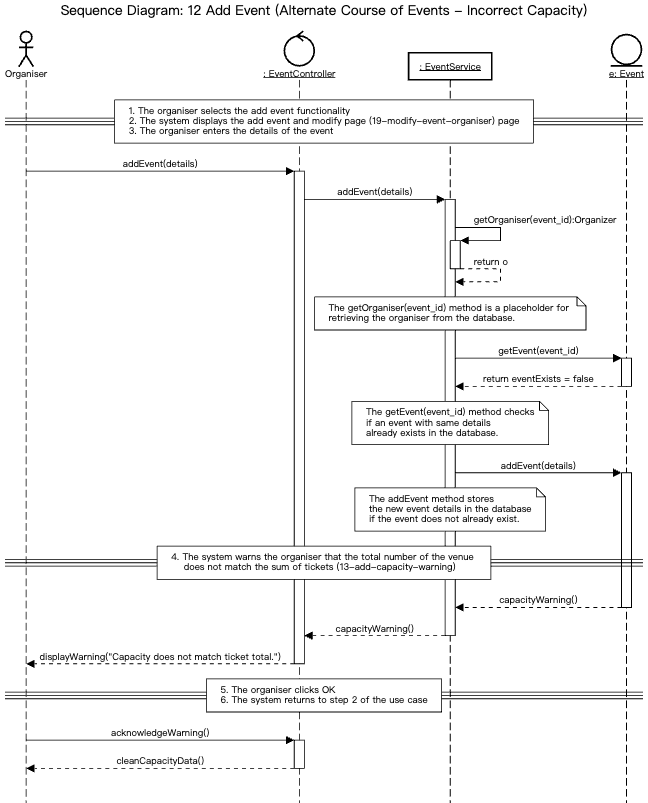 Sequence Diagram: 12 Add Event (Alternate Course of Events – Incorrect Capacity)
Organiser
: EventController
: EventService
e: Event
1. The organiser selects the add event functionality
2. The system displays the add event and modify page (19-modify-event-organiser) page
3. The organiser enters the details of the event
addEvent(details)
addEvent(details)
getOrganiser(event_id):Organizer
return o
The getOrganiser(event_id) method is a placeholder for
retrieving the organiser from the database.
getEvent(event_id)
return eventExists = false
The getEvent(event_id) method checks
if an event with same details
already exists in the database.
addEvent(details)
The addEvent method stores
the new event details in the database
if the event does not already exist.
4. The system warns the organiser that the total number of the venue
does not match the sum of tickets (13-add-capacity-warning)
capacityWarning()
capacityWarning()
displayWarning("Capacity does not match ticket total.")
5. The organiser clicks OK
6. The system returns to step 2 of the use case
acknowledgeWarning()
cleanCapacityData()